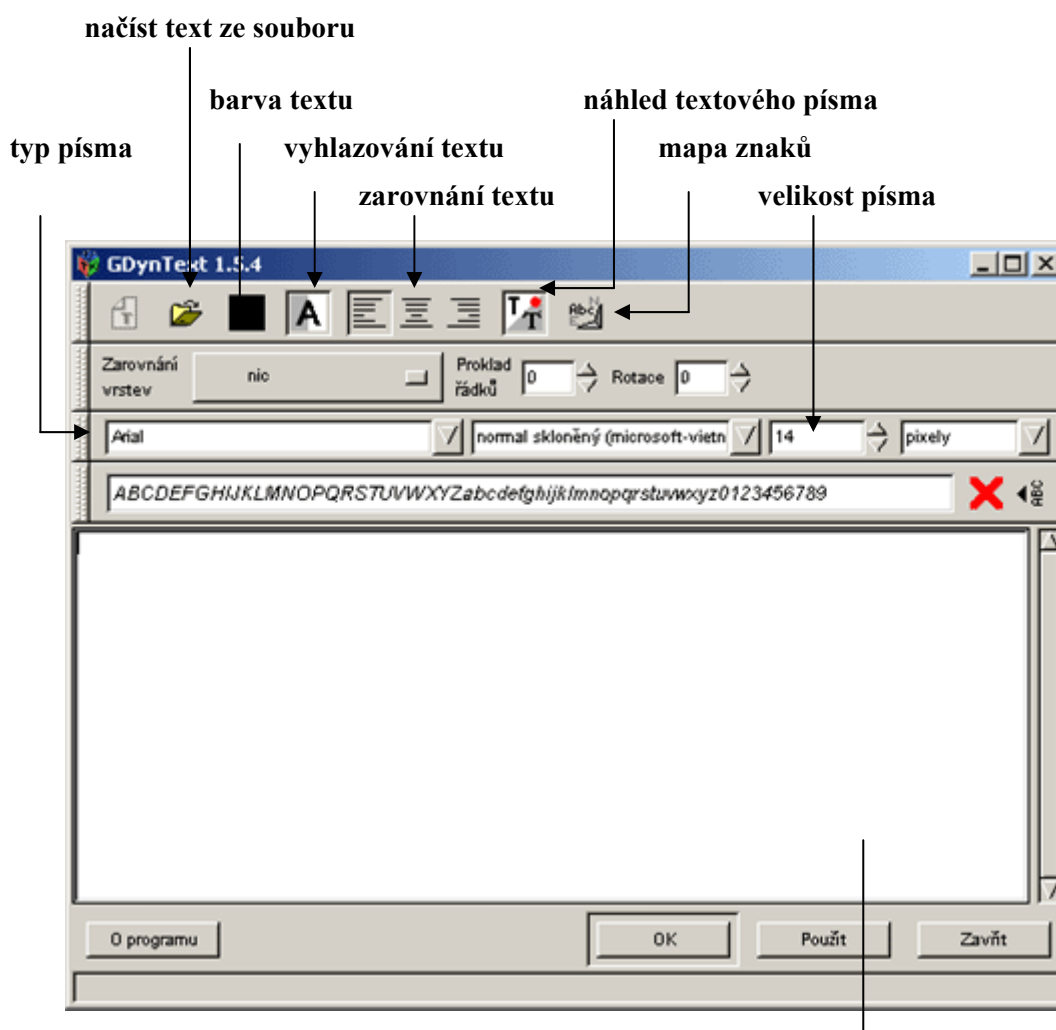 načíst text ze souboru
barva textu
náhled textového písma
typ písma
vyhlazování textu
mapa znaků
zarovnání textu
velikost písma
GDynText 1.5.4
Zarovnání vrstev
nic
Proklad řádků
0
Rotace
0
Arial
normal skloněný (microsoft-vietn
14
pixely
ABCDEFGHIJKLMNOPQRSTUVWXYZabcdefghijklmnopqrstuvwxyz0123456789
ABC
O programu
OK
Použít
Zavřít